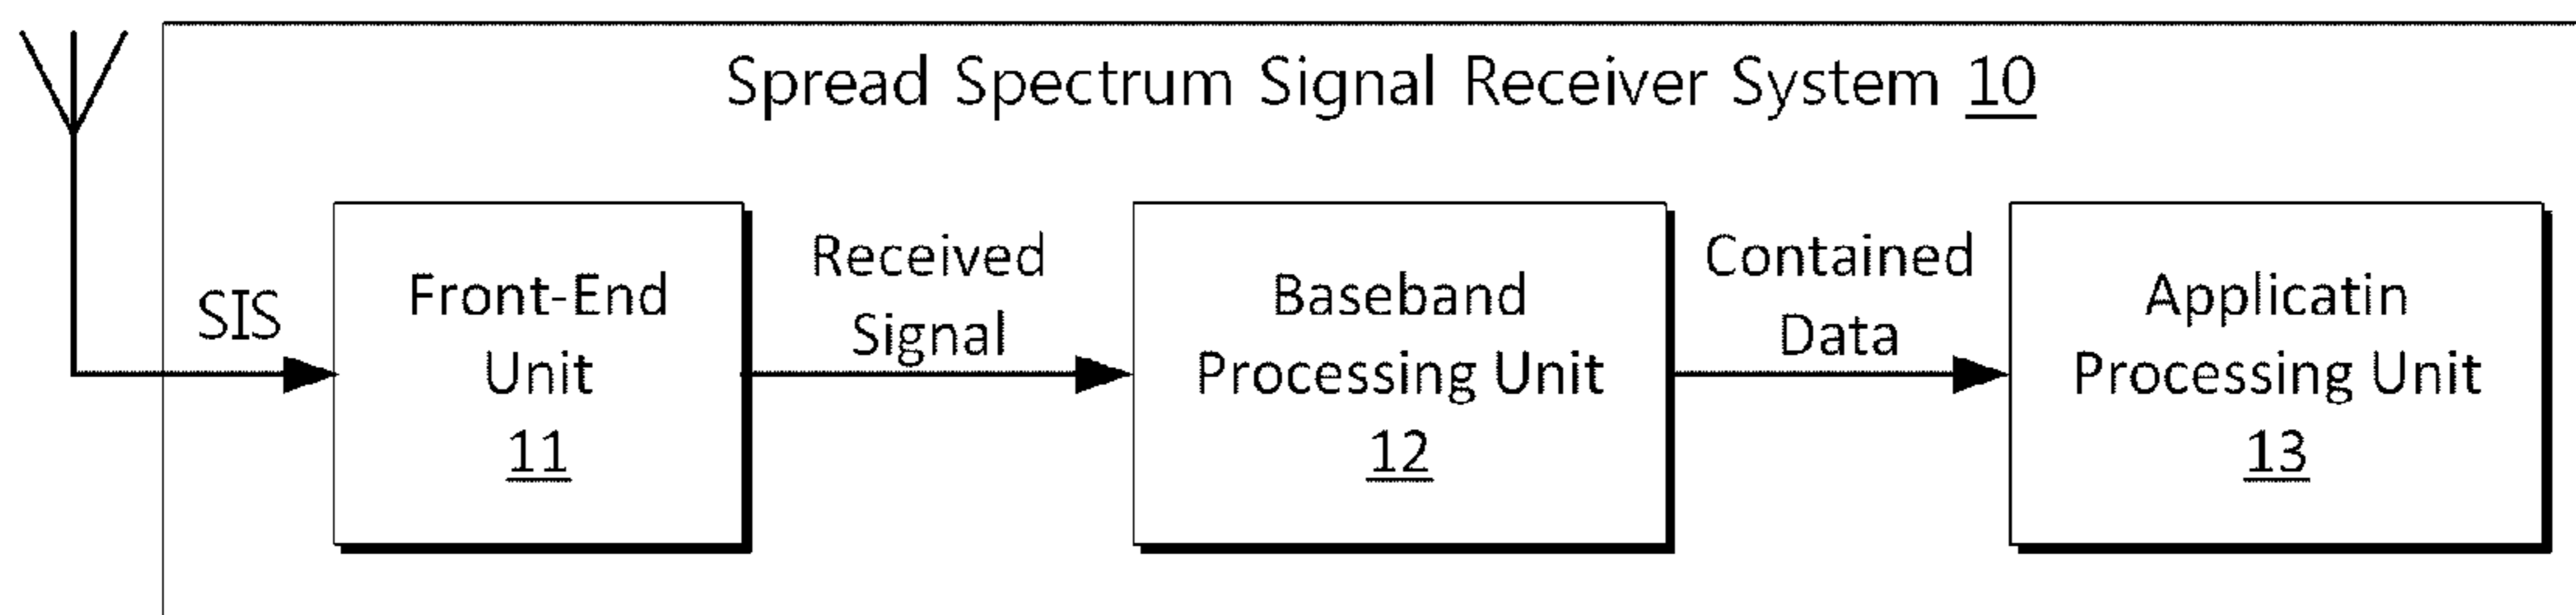 Spread Spectrum Signal Receiver System 10
SIS
Front-End
Unit
11
Received
Signal
Baseband
Processing Unit
12
Contained
Data
Applicatin
Processing Unit
13